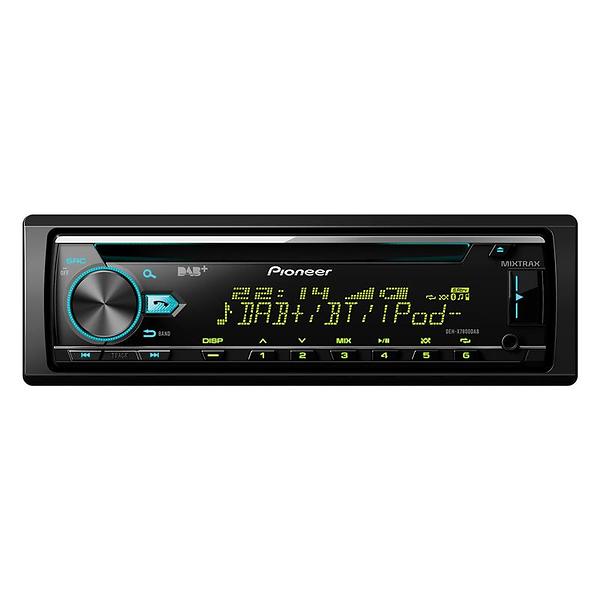 MIXTRAX
SRC
OFF
DAB+
Pioneer
22:14
DAB+/BT/iPod
BAND
DEH-X7800DAB
DISP
MIX
TRACK
1 2 3 4 5 6